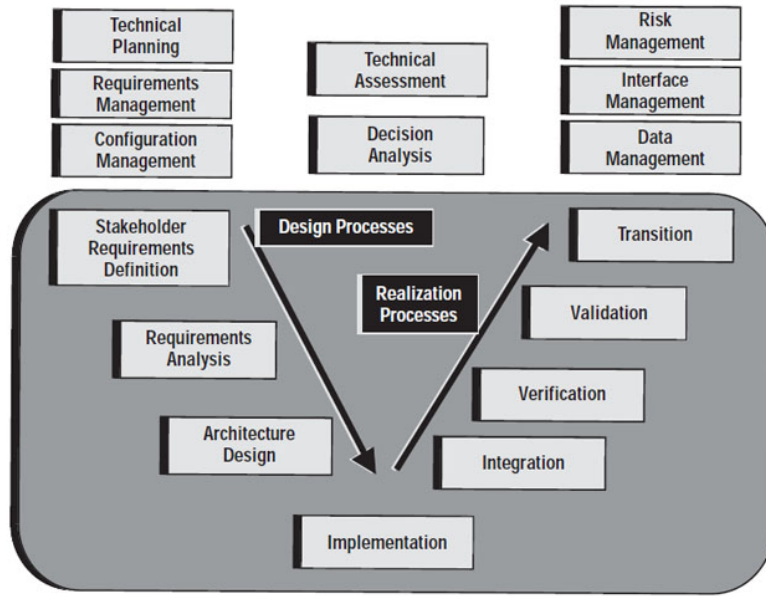 Technical
Planning
Requirements
Management
Configuration
Management
Technical
Assessment
Decision
Analysis
Risk
Management
Interface
Management
Data
Management
Stakeholder
Requirements
Definition
Design Processes
Requirements
Analysis
Architecture
Design
Implementation
Realization
Processes
Integration
Verification
Validation
Transition